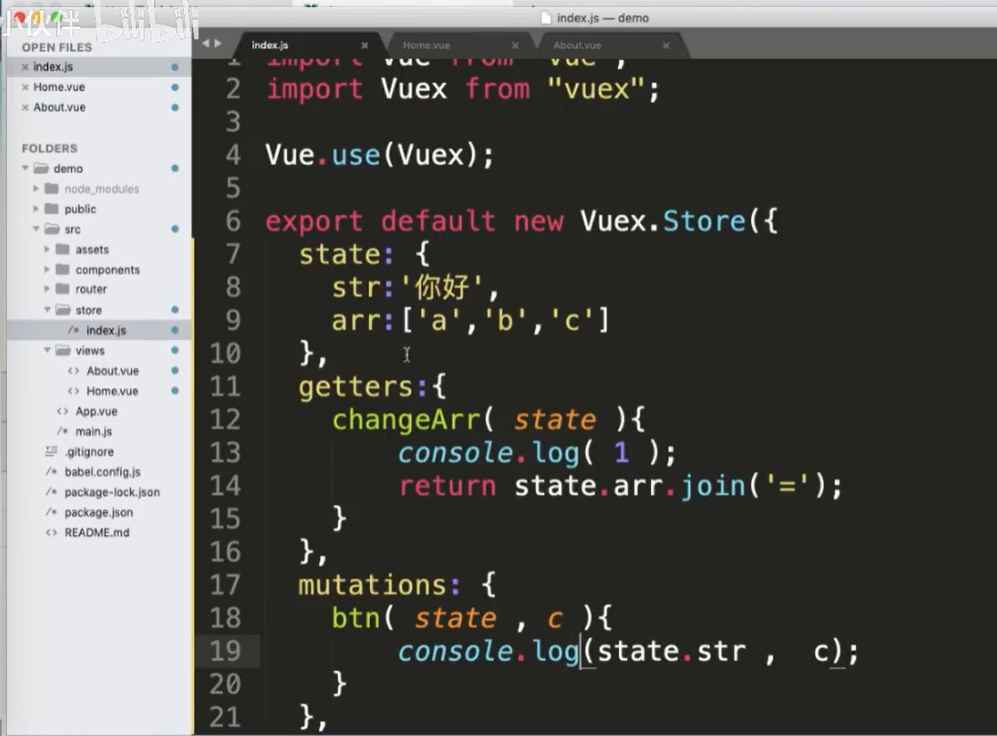 小伙伴 bilibili
index.js — demo
OPEN FILES
index.js
Home.vue
About.vue
FOLDERS
demo
node_modules
public
src
assets
components
router
store
index.js
views
About.vue
Home.vue
App.vue
main.js
.gitignore
babel.config.js
package-lock.json
package.json
README.md
index.js
Home.vue
About.vue
1 import Vue from "vue";
2 import Vuex from "vuex";
3
4 Vue.use(Vuex);
5
6 export default new Vuex.Store({
7 state: {
8 str:'你好',
9 arr:['a','b','c']
10 },
11 getters:{
12 changeArr( state ){
13 console.log( 1 );
14 return state.arr.join('=');
15 }
16 },
17 mutations: {
18 btn( state , c ){
19 console.log(state.str , c);
20 }
21 },